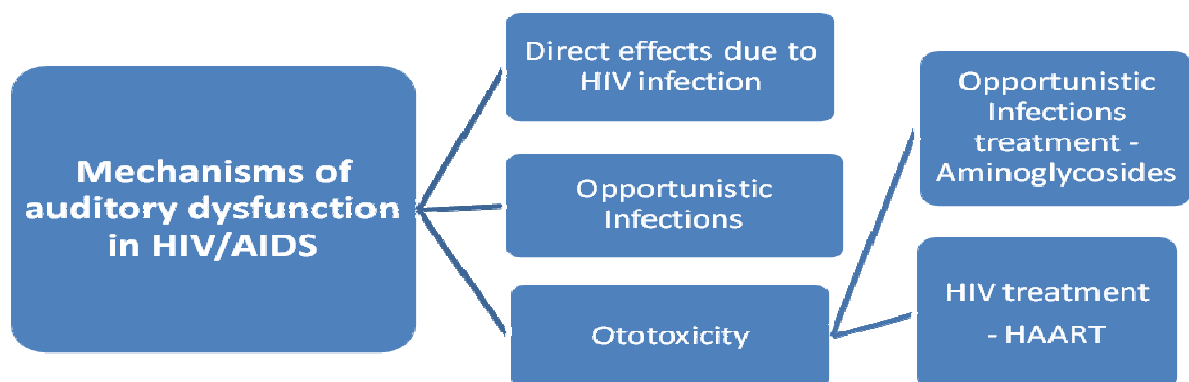 Mechanisms of
auditory dysfunction
in HIV/AIDS
Direct effects due to
HIV infection
Opportunistic
Infections
Ototoxicity
Opportunistic
Infections
treatment -
Aminoglycosides
HIV treatment
- HAART